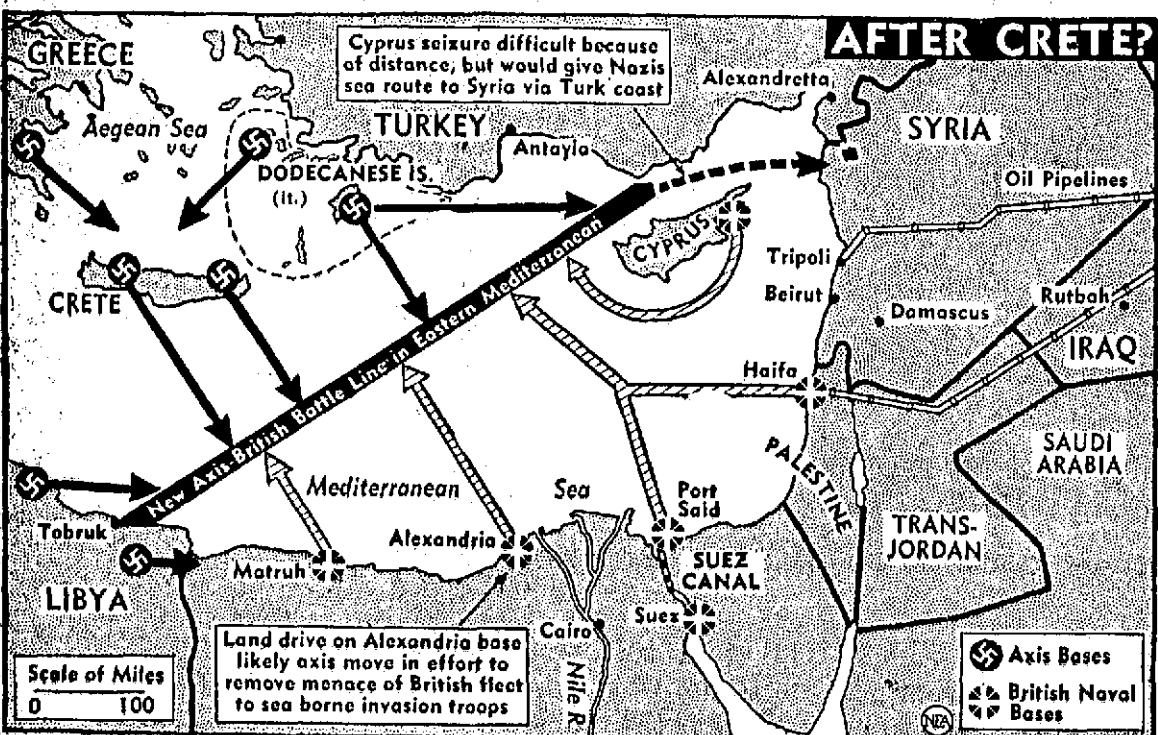 AFTER CRETE?
GREECE
Cyprus seizure difficult because
of distance, but would give Nazis
sea route to Syria via Turk coast
Alexandretta
Aegean Sea
TURKEY
SYRIA
Antayia
DODECANESE IS.
(It.)
Oil Pipelines
CYPRUS
Tripoli
CRETE
Beirut
Rutbah
Damascus
IRAQ
New Axis-British Battle Line in Eastern Mediterranean
Haifa
SAUDI
ARABIA
PALESTINE
Mediterranean Sea
Port
Said
Tobruk
Alexandria
TRANS-
JORDAN
Matruh
SUEZ
CANAL
LIBYA
Suez
Cairo
Nile R.
Land drive on Alexandria base
likely axis move in effort to
remove menace of British fleet
to sea borne invasion troops
Scale of Miles
0 100
Axis Bases
British Naval
Bases
NEA